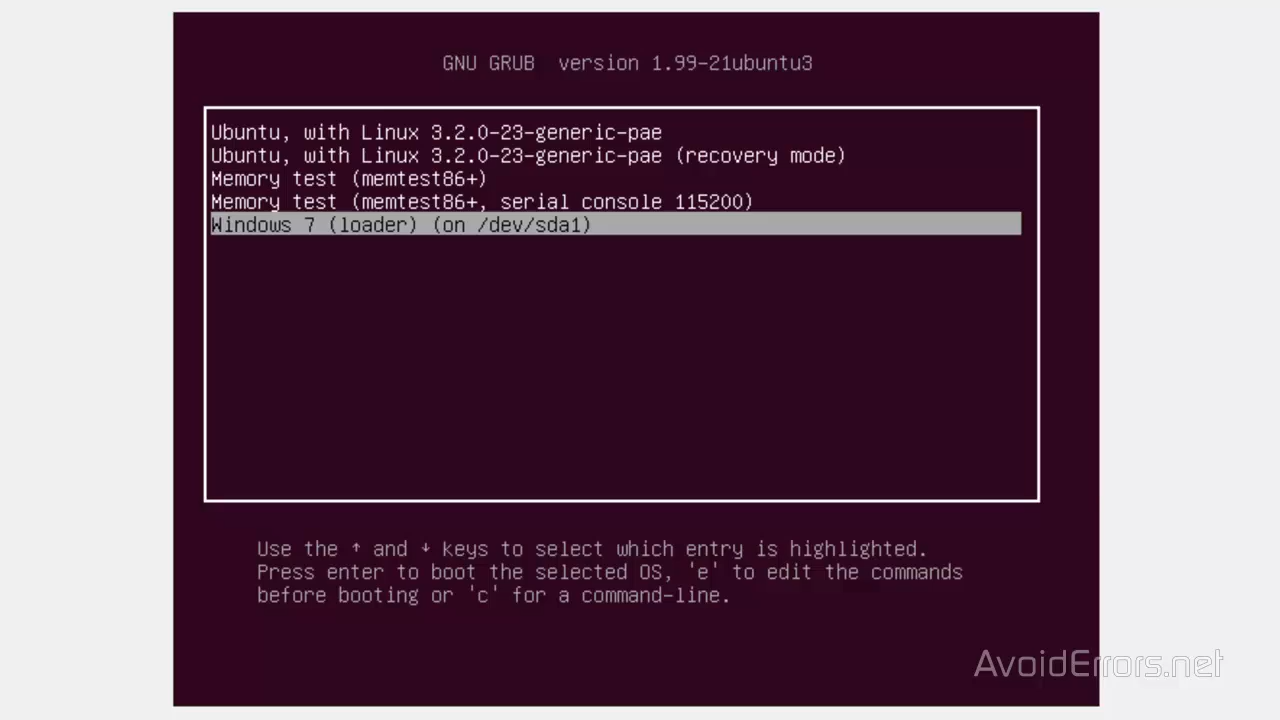 GNU GRUB  version 1.99-21ubuntu3
Ubuntu, with Linux 3.2.0-23-generic-pae
Ubuntu, with Linux 3.2.0-23-generic-pae (recovery mode)
Memory test (memtest86+)
Memory test (memtest86+, serial console 115200)
Windows 7 (loader) (on /dev/sda1)
Use the ↑ and ↓ keys to select which entry is highlighted.
Press enter to boot the selected OS, 'e' to edit the commands
before booting or 'c' for a command-line.
AvoidErrors.net